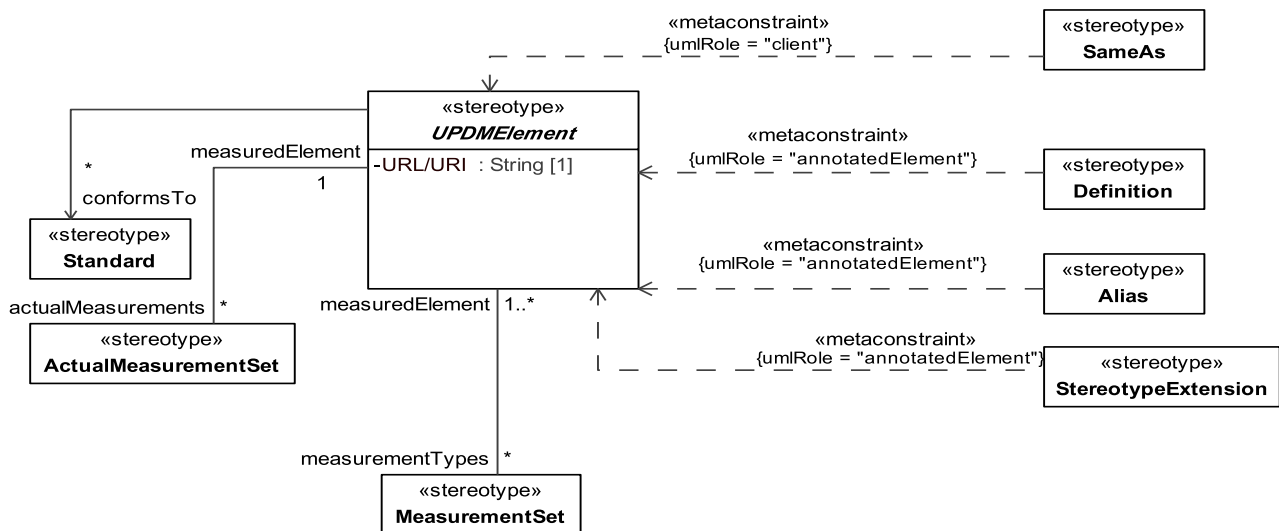 «metaconstraint»
{umlRole = "client"}
«stereotype»
SameAs
«stereotype»
UPDMElement
-URL/URI : String [1]
measuredElement
1
*
conformsTo
«stereotype»
Standard
«metaconstraint»
{umlRole = "annotatedElement"}
«stereotype»
Definition
«metaconstraint»
{umlRole = "annotatedElement"}
«stereotype»
Alias
actualMeasurements *
«stereotype»
ActualMeasurementSet
measuredElement 1..*
«metaconstraint»
{umlRole = "annotatedElement"}
«stereotype»
StereotypeExtension
measurementTypes *
«stereotype»
MeasurementSet